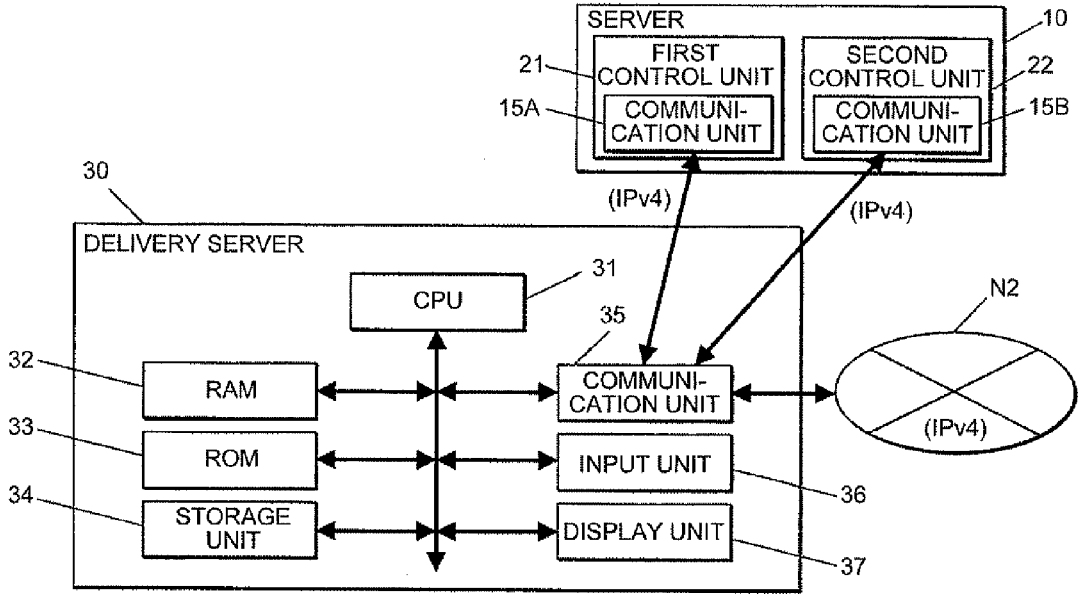 SERVER
10
FIRST
CONTROL UNIT
21
COMMUNI-
CATION UNIT
15A
SECOND
CONTROL UNIT
22
COMMUNI-
CATION UNIT
15B
(IPv4)
(IPv4)
30
DELIVERY SERVER
CPU
31
N2
32
RAM
35
COMMUNI-
CATION UNIT
(IPv4)
33
ROM
INPUT UNIT
36
34
STORAGE
UNIT
DISPLAY UNIT
37